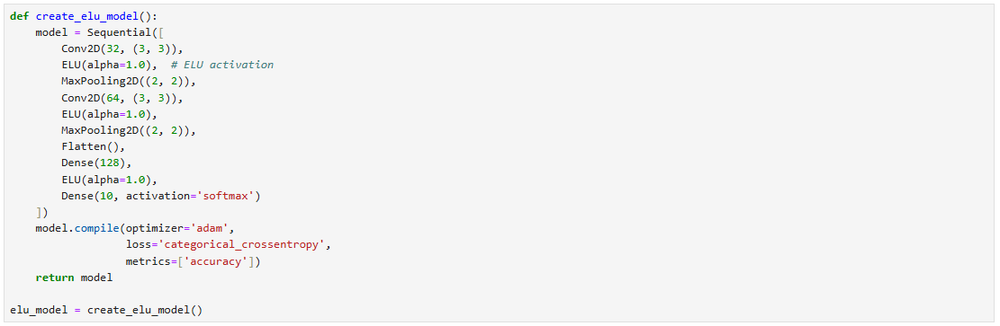 def create_elu_model():
    model = Sequential([
        Conv2D(32, (3, 3)),
        ELU(alpha=1.0),  # ELU activation
        MaxPooling2D((2, 2)),
        Conv2D(64, (3, 3)),
        ELU(alpha=1.0),
        MaxPooling2D((2, 2)),
        Flatten(),
        Dense(128),
        ELU(alpha=1.0),
        Dense(10, activation='softmax')
    ])
    model.compile(optimizer='adam',
                  loss='categorical_crossentropy',
                  metrics=['accuracy'])
    return model

elu_model = create_elu_model()